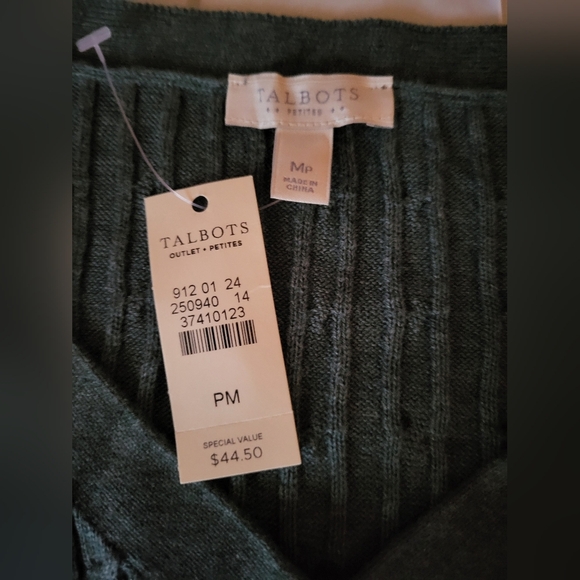 TALBOTS
PETITES
MP
MADE IN
CHINA
TALBOTS
OUTLET • PETITES
912 01 24
250940 14
37410123
PM
SPECIAL VALUE
$44.50